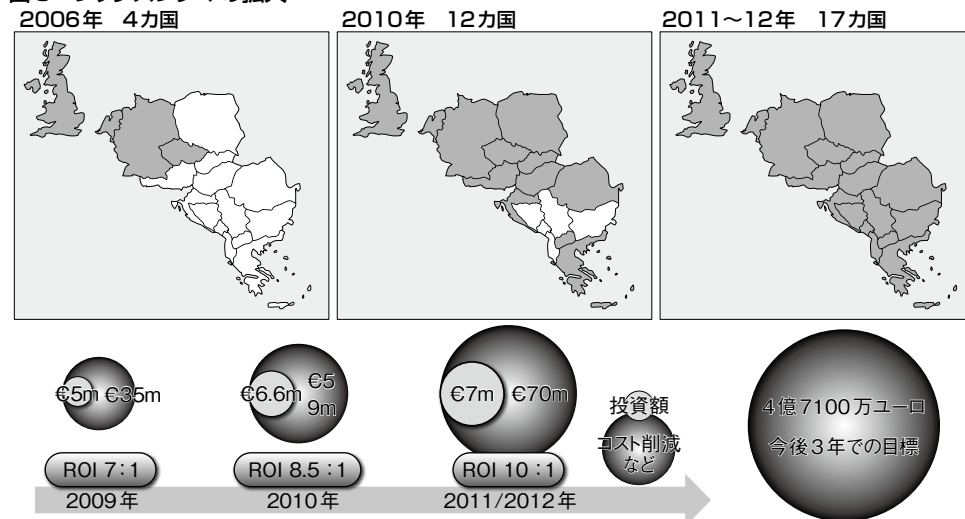 2006年 4カ国
2010年 12カ国
2011〜12年 17カ国
€5m €35m
€6.6m €5
9m
€7m €70m
投資額
コスト削減
など
4億7100万ユーロ
今後3年での目標
ROI 7:1
ROI 8.5:1
ROI 10:1
2009年
2010年
2011/2012年